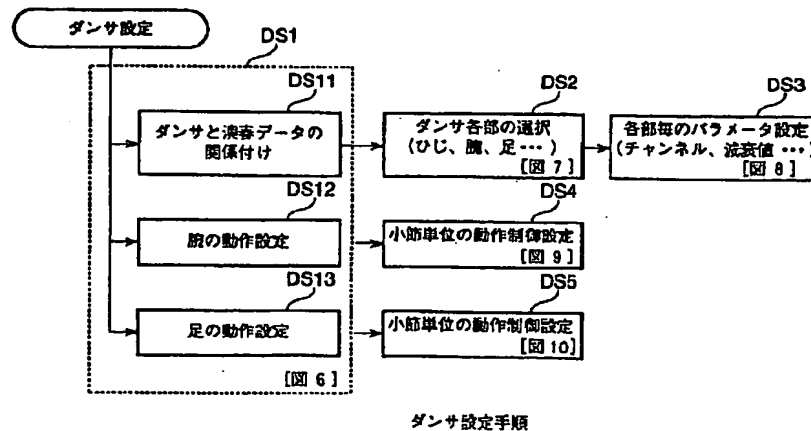 ダンサ設定
DS1
DS11
ダンサと演奏データの
関係付け
DS2
ダンサ各部の選択
(ひじ、腕、足…)
[図 7]
DS3
各部毎のパラメータ設定
(チャンネル、減衰値 …)
[図 8]
DS12
腕の動作設定
DS4
小節単位の動作制御設定
[図 9]
DS13
足の動作設定
DS5
小節単位の動作制御設定
[図 10]
[図 6]
ダンサ設定手順